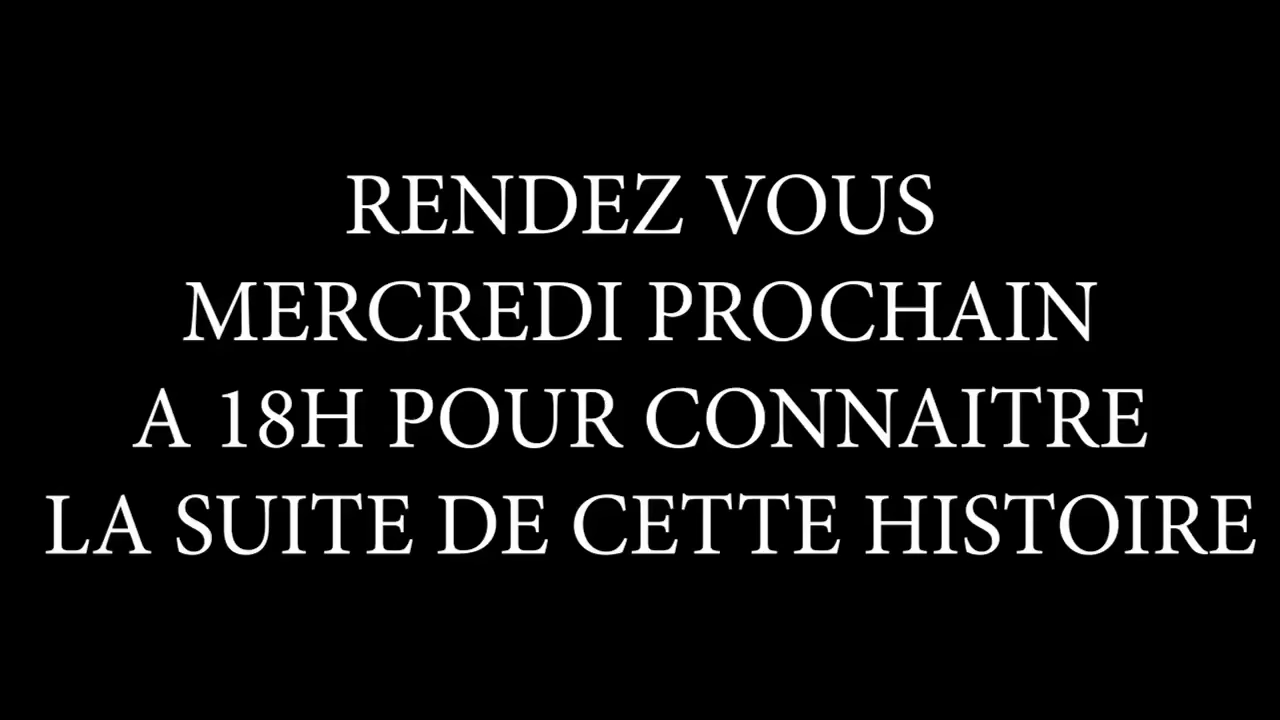 RENDEZ VOUS
MERCREDI PROCHAIN
A 18H POUR CONNAITRE
LA SUITE DE CETTE HISTOIRE